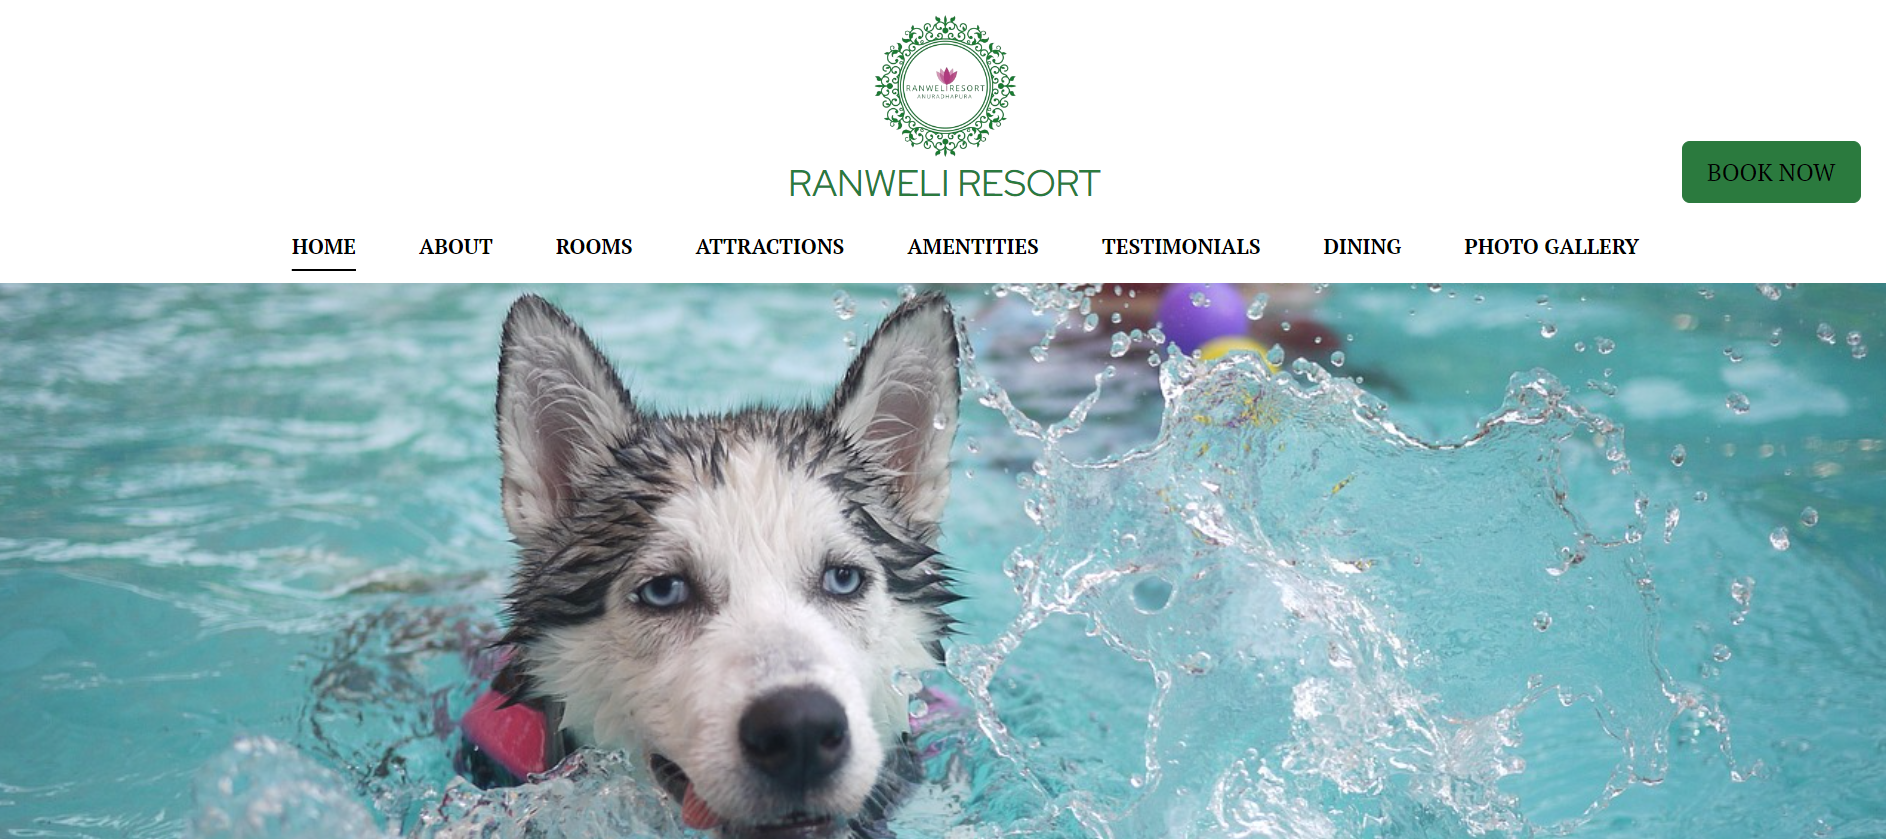 RANWELI RESORT
ANURADHAPURA
RANWELI RESORT
BOOK NOW
HOME ABOUT ROOMS ATTRACTIONS AMENTITIES TESTIMONIALS DINING PHOTO GALLERY